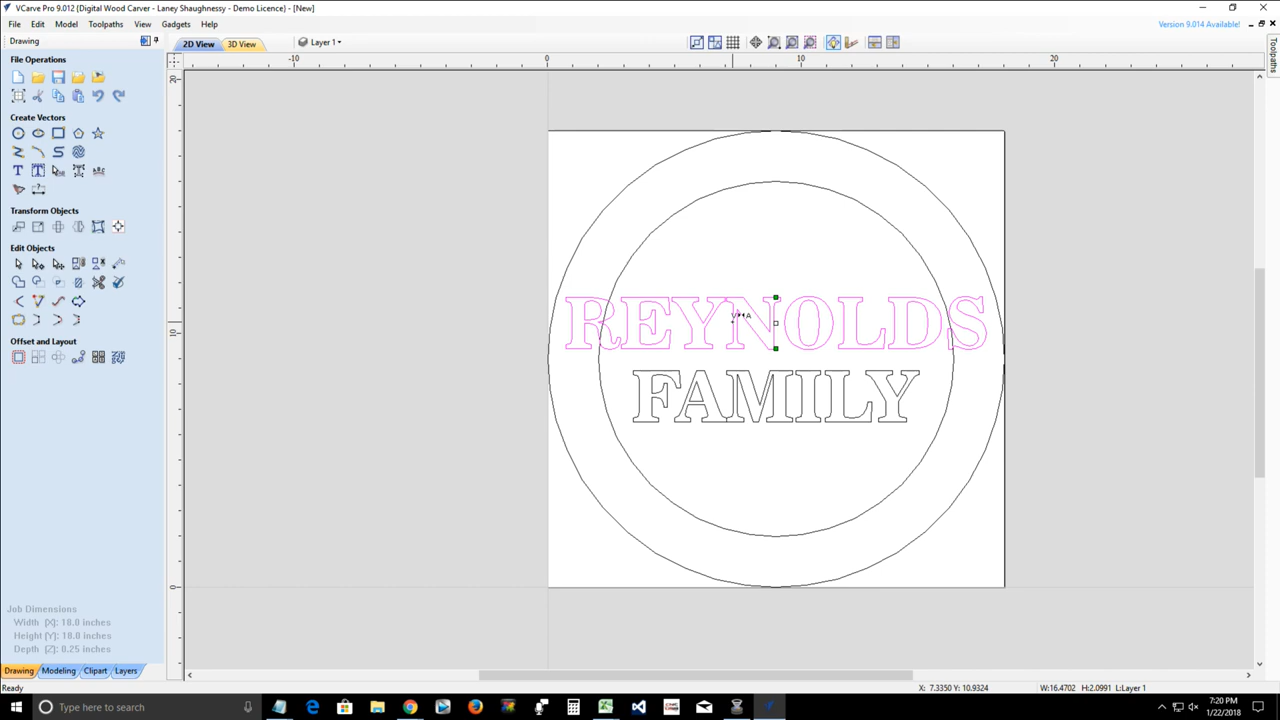 VCarve Pro 9.012 {Digital Wood Carver - Laney Shaughnessy - Demo Licence} - [New]
File Edit Model Toolpaths View Gadgets Help
Version 9.014 Available!
Drawing
2D View 3D View Layer 1
Toolpaths
File Operations
-10 0 10 20
20
10
0
Create Vectors
Transform Objects
Edit Objects
Offset and Layout
REYNOLDS
FAMILY
Job Dimensions
Width (X): 18.0 inches
Height (Y): 18.0 inches
Depth (Z): 0.25 inches
Drawing Modeling Clipart Layers
Ready
X: 7.3350 Y: 10.9324
W:16.4702 H:2.0991 L:Layer 1
Type here to search
7:20 PM
1/22/2018